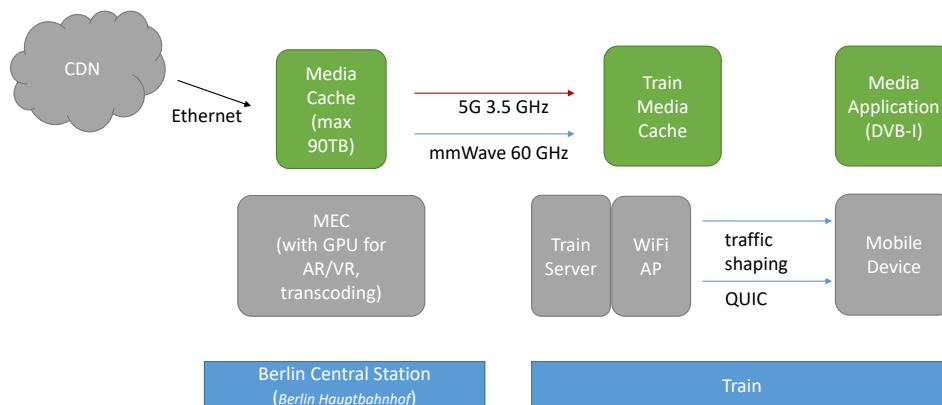 CDN
Ethernet
Media
Cache
(max
90TB)
5G 3.5 GHz
mmWave 60 GHz
Train
Media
Cache
Media
Application
(DVB-I)
MEC
(with GPU for
AR/VR,
transcoding)
Train
Server
WiFi
AP
traffic
shaping
QUIC
Mobile
Device
Berlin Central Station
(Berlin Hauptbahnhof)
Train